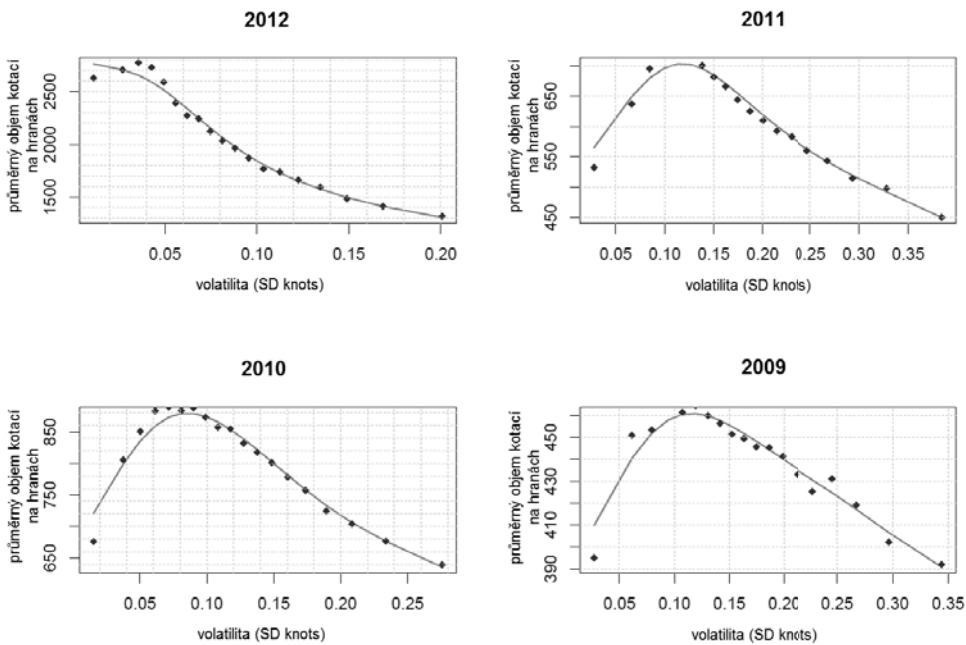 2012
průměrný objem kotací
na hranách
2500
2000
1500
0.05 0.10 0.15 0.20
volatilita (SD knots)
2011
průměrný objem kotací
na hranách
650
550
450
0.05 0.10 0.15 0.20 0.25 0.30 0.35
volatilita (SD knots)
2010
průměrný objem kotací
na hranách
850
750
650
0.05 0.10 0.15 0.20 0.25
volatilita (SD knots)
2009
průměrný objem kotací
na hranách
450
430
410
390
0.05 0.10 0.15 0.20 0.25 0.30 0.35
volatilita (SD knots)